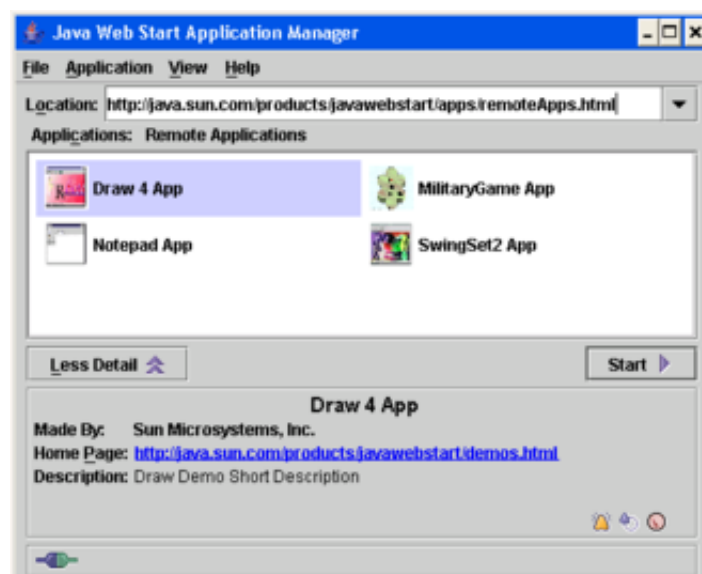 Java Web Start Application Manager
File Application View Help
Location: http://java.sun.com/products/javawebstart/apps/remoteApps.html
Applications: Remote Applications
Draw 4 App
MilitaryGame App
Notepad App
SwingSet2 App
Less Detail
Start
Draw 4 App
Made By: Sun Microsystems, Inc.
Home Page: http://java.sun.com/products/javawebstart/demos.html
Description: Draw Demo Short Description